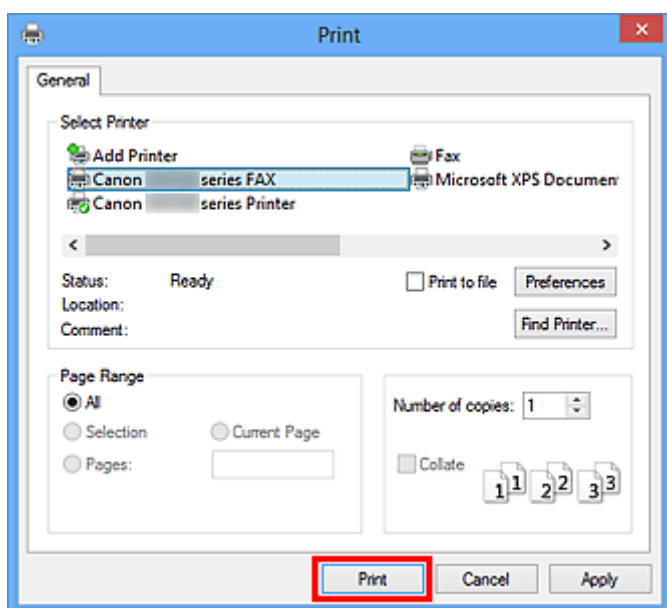 Print
General
Select Printer
Add Printer
Fax
Canon series FAX
Microsoft XPS Documen
Canon series Printer
Status: Ready
Print to file
Preferences
Location:
Comment:
Find Printer...
Page Range
All
Selection
Current Page
Pages:
Number of copies: 1
Collate
1 1 2 2 3 3
Print
Cancel
Apply